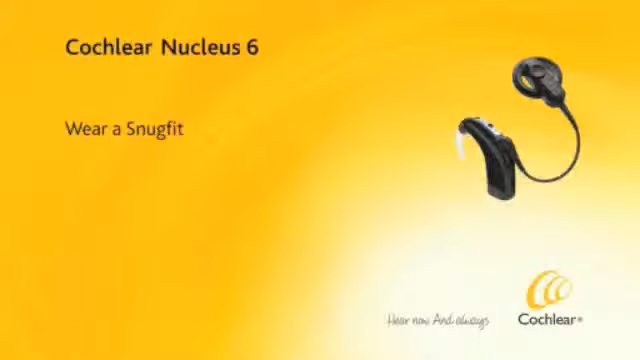 Cochlear Nucleus 6
Wear a Snugfit
Hear now. And always
Cochlear®